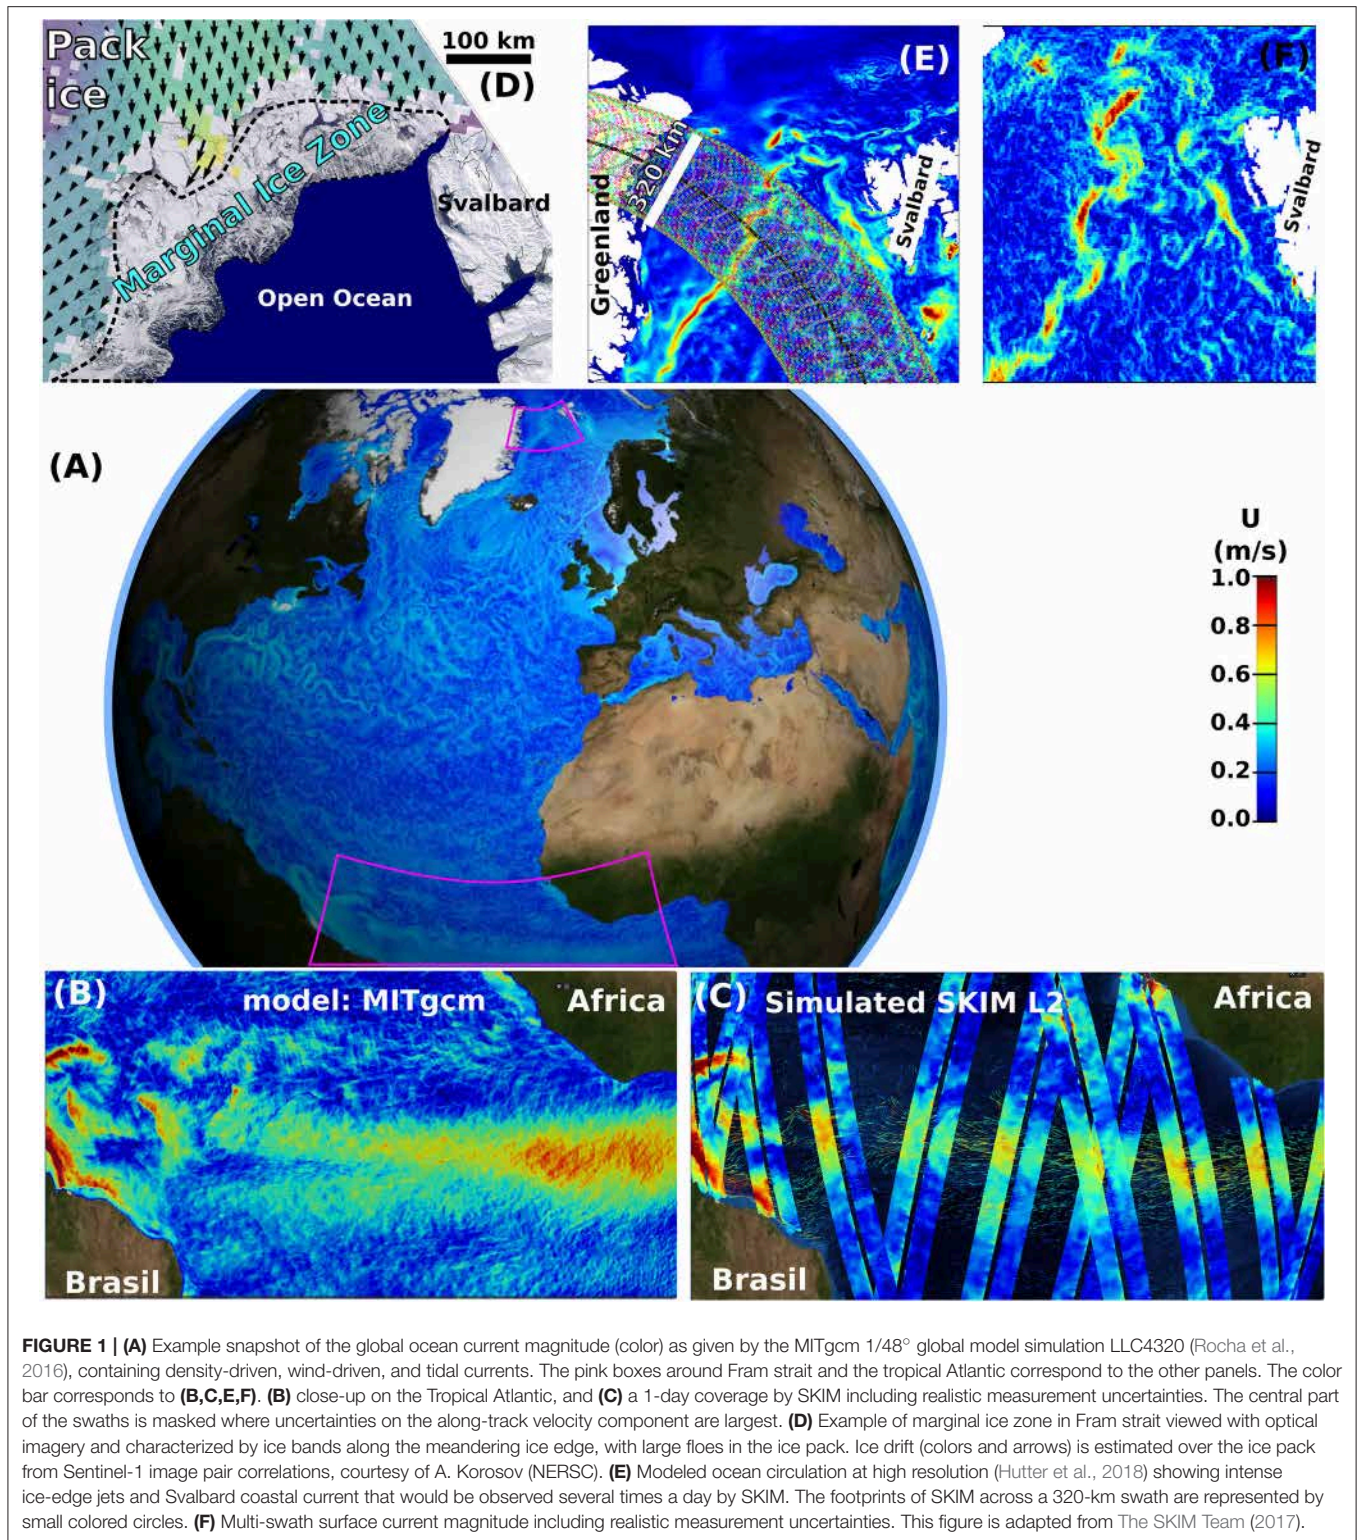 Pack
ice
100 km
(D)
Marginal Ice Zone
Svalbard
Open Ocean
(E)
320 km
Greenland
Svalbard
(F)
Svalbard
(A)
U
(m/s)
1.0
0.8
0.6
0.4
0.2
0.0
(B)
model: MITgcm
Africa
Brasil
(C)
Simulated SKIM L2
Africa
Brasil
FIGURE 1 | (A) Example snapshot of the global ocean current magnitude (color) as given by the MITgcm 1/48° global model simulation LLC4320 (Rocha et al.,
2016), containing density-driven, wind-driven, and tidal currents. The pink boxes around Fram strait and the tropical Atlantic correspond to the other panels. The color
bar corresponds to (B,C,E,F). (B) close-up on the Tropical Atlantic, and (C) a 1-day coverage by SKIM including realistic measurement uncertainties. The central part
of the swaths is masked where uncertainties on the along-track velocity component are largest. (D) Example of marginal ice zone in Fram strait viewed with optical
imagery and characterized by ice bands along the meandering ice edge, with large floes in the ice pack. Ice drift (colors and arrows) is estimated over the ice pack
from Sentinel-1 image pair correlations, courtesy of A. Korosov (NERSC). (E) Modeled ocean circulation at high resolution (Hutter et al., 2018) showing intense
ice-edge jets and Svalbard coastal current that would be observed several times a day by SKIM. The footprints of SKIM across a 320-km swath are represented by
small colored circles. (F) Multi-swath surface current magnitude including realistic measurement uncertainties. This figure is adapted from The SKIM Team (2017).